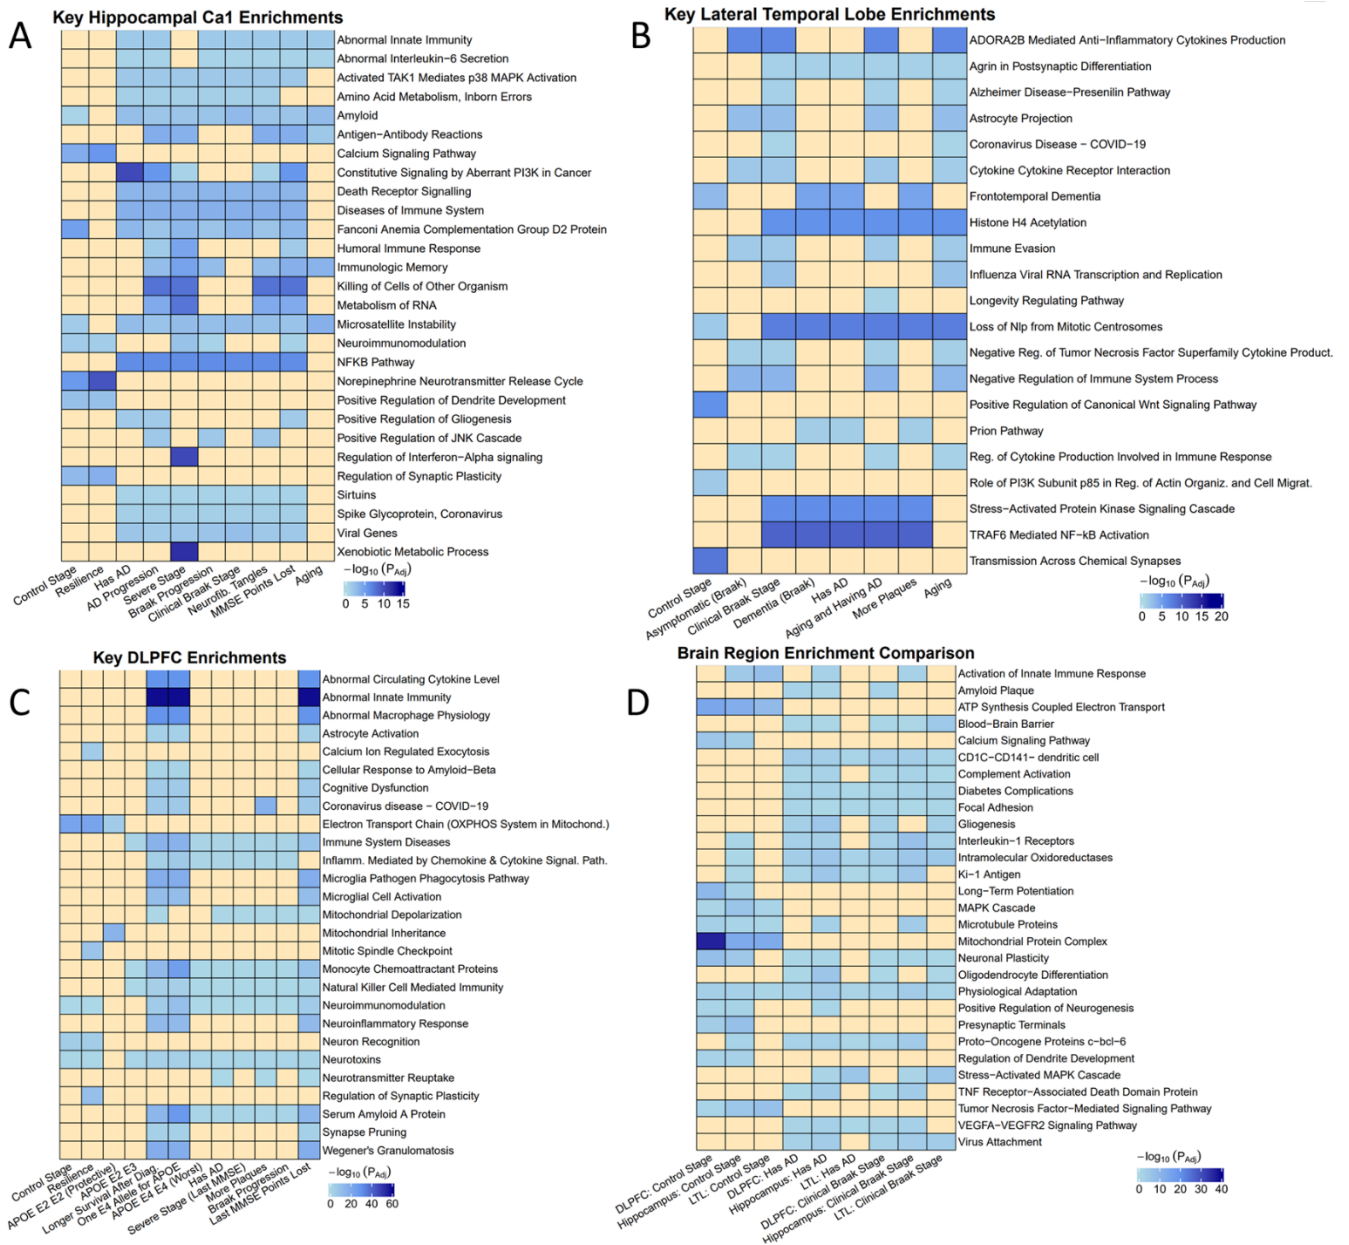 A
Key Hippocampal Ca1 Enrichments
Abnormal Innate Immunity
Abnormal Interleukin−6 Secretion
Activated TAK1 Mediates p38 MAPK Activation
Amino Acid Metabolism, Inborn Errors
Amyloid
Antigen−Antibody Reactions
Calcium Signaling Pathway
Constitutive Signaling by Aberrant PI3K in Cancer
Death Receptor Signalling
Diseases of Immune System
Fanconi Anemia Complementation Group D2 Protein
Humoral Immune Response
Immunologic Memory
Killing of Cells of Other Organism
Metabolism of RNA
Microsatellite Instability
Neuroimmunomodulation
NFKB Pathway
Norepinephrine Neurotransmitter Release Cycle
Positive Regulation of Dendrite Development
Positive Regulation of Gliogenesis
Positive Regulation of JNK Cascade
Regulation of Interferon−Alpha signaling
Regulation of Synaptic Plasticity
Sirtuins
Spike Glycoprotein, Coronavirus
Viral Genes
Xenobiotic Metabolic Process
Control Stage
Resilience
Has AD
AD Progression
Severe Stage
Braak Progression
Clinical Braak Stage
Neurofib. Tangles
MMSE Points Lost
Aging
−log10 (PAdj)
0 5 10 15
B
Key Lateral Temporal Lobe Enrichments
ADORA2B Mediated Anti−Inflammatory Cytokines Production
Agrin in Postsynaptic Differentiation
Alzheimer Disease−Presenilin Pathway
Astrocyte Projection
Coronavirus Disease − COVID−19
Cytokine Cytokine Receptor Interaction
Frontotemporal Dementia
Histone H4 Acetylation
Immune Evasion
Influenza Viral RNA Transcription and Replication
Longevity Regulating Pathway
Loss of Nlp from Mitotic Centrosomes
Negative Reg. of Tumor Necrosis Factor Superfamily Cytokine Product.
Negative Regulation of Immune System Process
Positive Regulation of Canonical Wnt Signaling Pathway
Prion Pathway
Reg. of Cytokine Production Involved in Immune Response
Role of PI3K Subunit p85 in Reg. of Actin Organiz. and Cell Migrat.
Stress−Activated Protein Kinase Signaling Cascade
TRAF6 Mediated NF−kB Activation
Transmission Across Chemical Synapses
Control Stage
Asymptomatic (Braak)
Clinical Braak Stage
Dementia (Braak)
Has AD
Aging and Having AD
More Plaques
Aging
−log10 (PAdj)
0 5 10 15 20
C
Key DLPFC Enrichments
Abnormal Circulating Cytokine Level
Abnormal Innate Immunity
Abnormal Macrophage Physiology
Astrocyte Activation
Calcium Ion Regulated Exocytosis
Cellular Response to Amyloid−Beta
Cognitive Dysfunction
Coronavirus disease − COVID−19
Electron Transport Chain (OXPHOS System in Mitochond.)
Immune System Diseases
Inflamm. Mediated by Chemokine & Cytokine Signal. Path.
Microglia Pathogen Phagocytosis Pathway
Microglial Cell Activation
Mitochondrial Depolarization
Mitochondrial Inheritance
Mitotic Spindle Checkpoint
Monocyte Chemoattractant Proteins
Natural Killer Cell Mediated Immunity
Neuroimmunomodulation
Neuroinflammatory Response
Neuron Recognition
Neurotoxins
Neurotransmitter Reuptake
Regulation of Synaptic Plasticity
Serum Amyloid A Protein
Synapse Pruning
Wegener's Granulomatosis
Control Stage
Resilience
APOE E2 (Protective)
APOE E2 E3
Longer Survival After Diag.
One E4 Allele for APOE
APOE E4 E4 (Worst)
Has AD
Severe Stage (Last MMSE)
More Plaques
Braak Progression
Last MMSE Points Lost
−log10 (PAdj)
0 20 40 60
D
Brain Region Enrichment Comparison
Activation of Innate Immune Response
Amyloid Plaque
ATP Synthesis Coupled Electron Transport
Blood−Brain Barrier
Calcium Signaling Pathway
CD1C−CD141− dendritic cell
Complement Activation
Diabetes Complications
Focal Adhesion
Gliogenesis
Interleukin−1 Receptors
Intramolecular Oxidoreductases
Ki−1 Antigen
Long−Term Potentiation
MAPK Cascade
Microtubule Proteins
Mitochondrial Protein Complex
Neuronal Plasticity
Oligodendrocyte Differentiation
Physiological Adaptation
Positive Regulation of Neurogenesis
Presynaptic Terminals
Proto−Oncogene Proteins c−bcl−6
Regulation of Dendrite Development
Stress−Activated MAPK Cascade
TNF Receptor−Associated Death Domain Protein
Tumor Necrosis Factor−Mediated Signaling Pathway
VEGFA−VEGFR2 Signaling Pathway
Virus Attachment
DLPFC: Control Stage
Hippocampus: Control Stage
LTL: Control Stage
DLPFC: Has AD
Hippocampus: Has AD
LTL: Has AD
DLPFC: Clinical Braak Stage
Hippocampus: Clinical Braak Stage
LTL: Clinical Braak Stage
−log10 (PAdj)
0 10 20 30 40